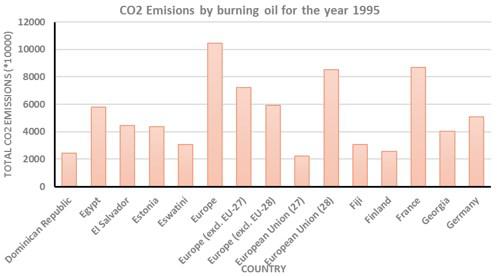 CO2 Emisions by burning oil for the year 1995
TOTAL CO2 EMISSIONS (*10000)
12000
10000
8000
6000
4000
2000
0
Dominican Republic
Egypt
El Salvador
Estonia
Eswatini
Europe
Europe (excl. EU-27)
Europe (excl. EU-28)
European Union (27)
European Union (28)
Fiji
Finland
France
Georgia
Germany
COUNTRY